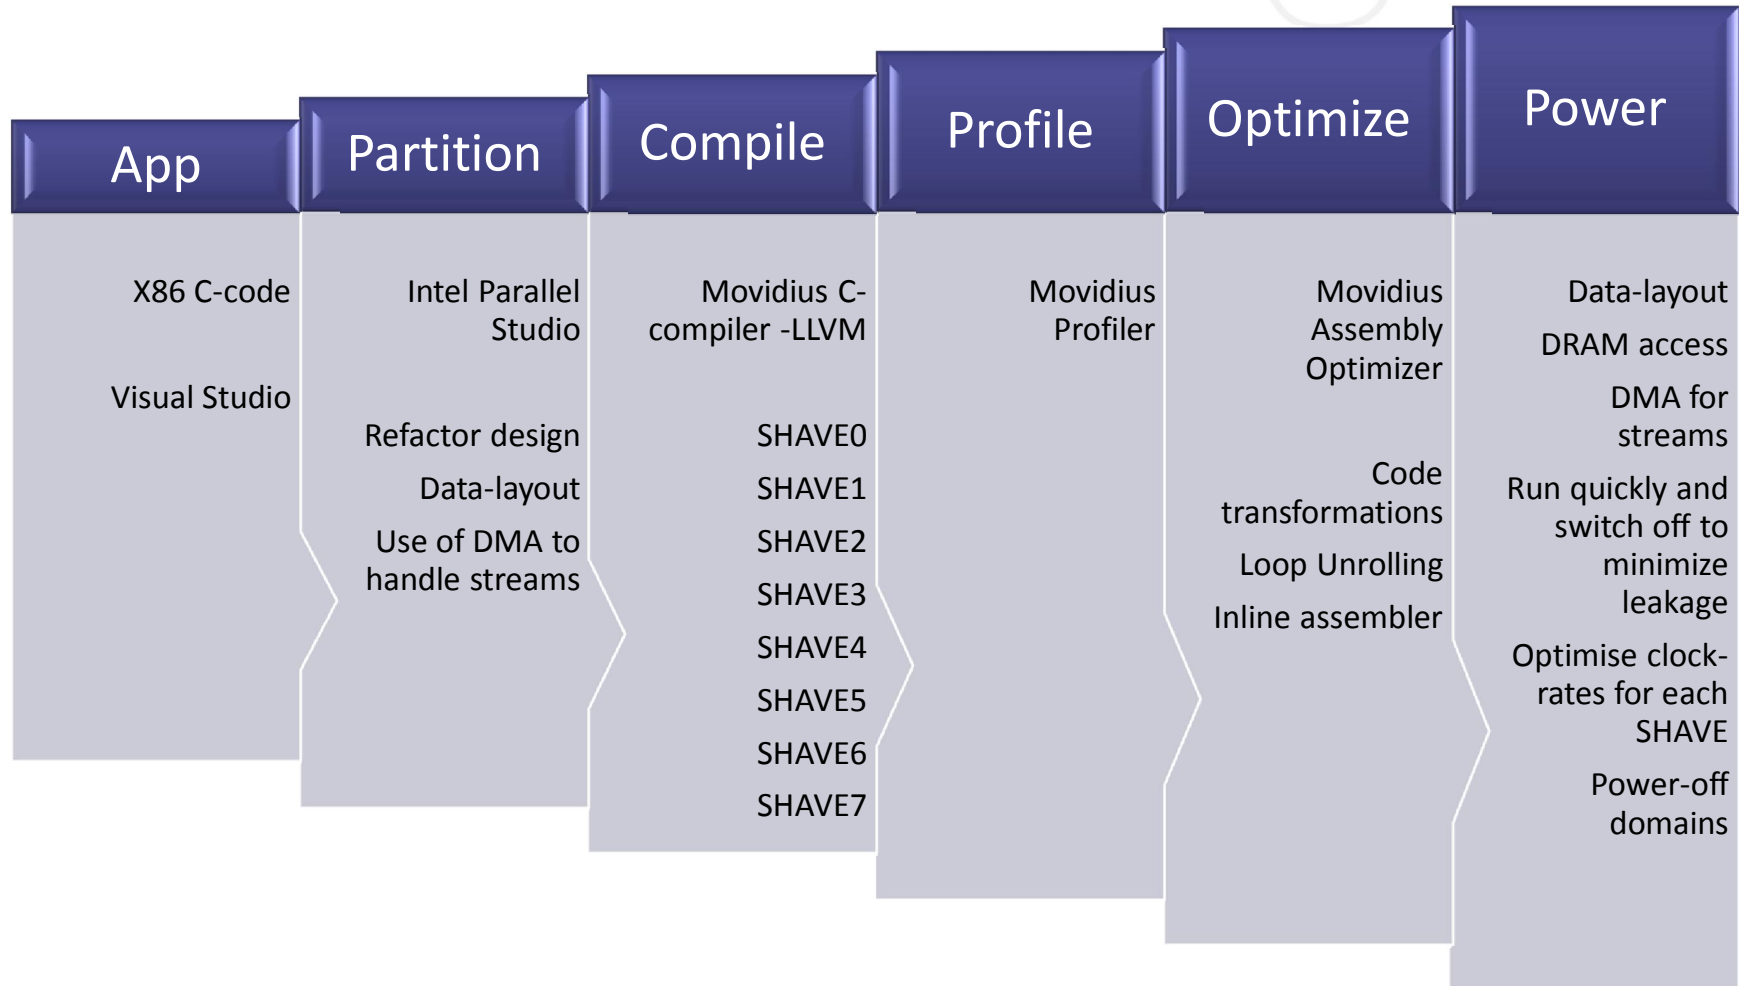 App
X86 C-code
Visual Studio
Partition
Intel Parallel
Studio
Refactor design
Data-layout
Use of DMA to
handle streams
Compile
Movidius C-
compiler -LLVM
SHAVE0
SHAVE1
SHAVE2
SHAVE3
SHAVE4
SHAVE5
SHAVE6
SHAVE7
Profile
Movidius
Profiler
Optimize
Movidius
Assembly
Optimizer
Code
transformations
Loop Unrolling
Inline assembler
Power
Data-layout
DRAM access
DMA for
streams
Run quickly and
switch off to
minimize
leakage
Optimise clock-
rates for each
SHAVE
Power-off
domains